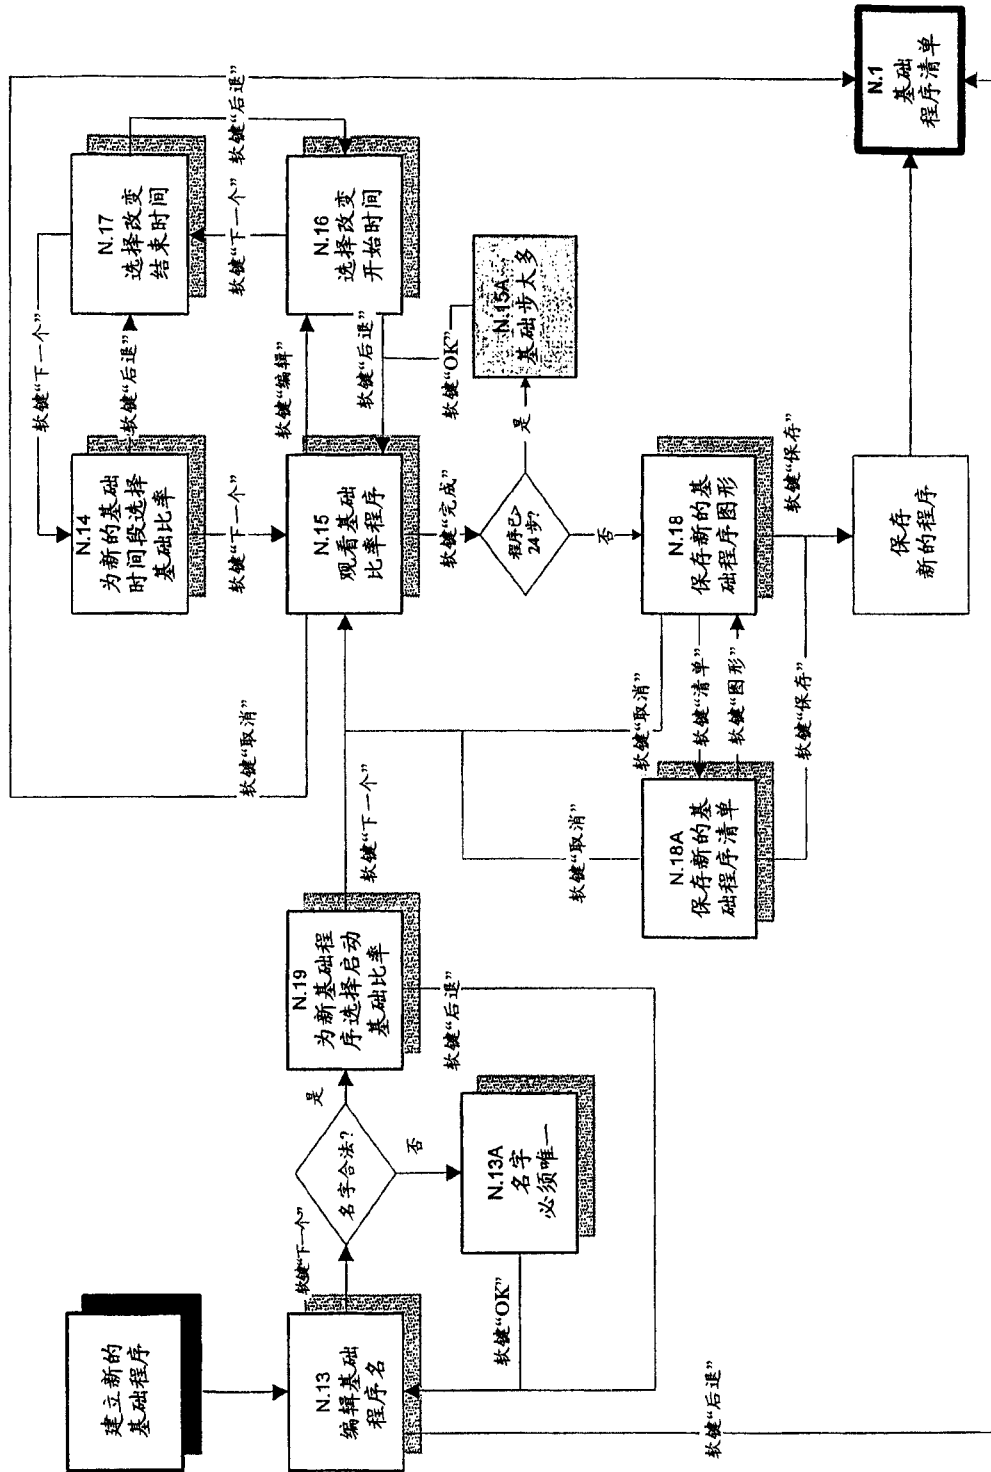 建立新的
基础程序
N.13
编辑基础
程序名
软键“下一个”
名字合法?
是
否
N.13A
名字
必须唯一
软键“OK”
软键“后退”
N.19
为新基础程
序选择启动
基础比率
软键“后退”
软键“下一个”
软键“取消”
N.14
为新的基础
时间段选择
基础比率
软键“下一个”
软键“后退”
软键“下一个”
N.17
选择改变
结束时间
软键“后退”
软键“下一个”
N.16
选择改变
开始时间
软键“编辑”
软键“后退”
N.15
观看基础
比率程序
软键“完成”
程序已>
24步?
是
否
N.15A
基础步太多
软键“OK”
N.18
保存新的基
础程序图形
软键“取消”
软键“清单”
软键“图形”
软键“保存”
N.18A
保存新的基
础程序清单
软键“取消”
软键“保存”
保存
新的程序
N.1
基础
程序清单